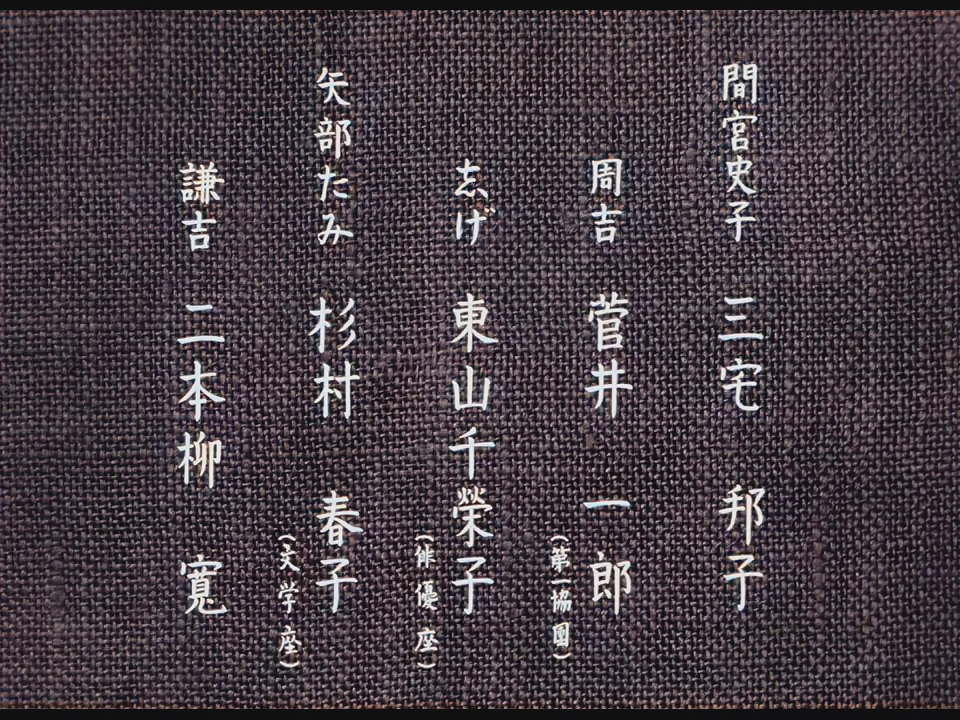 間宮史子 三宅邦子
周吉 菅井一郎
(第一協團)
志げ 東山千榮子
(俳優座)
矢部たみ 杉村春子
(文学座)
謙吉 二本柳寛